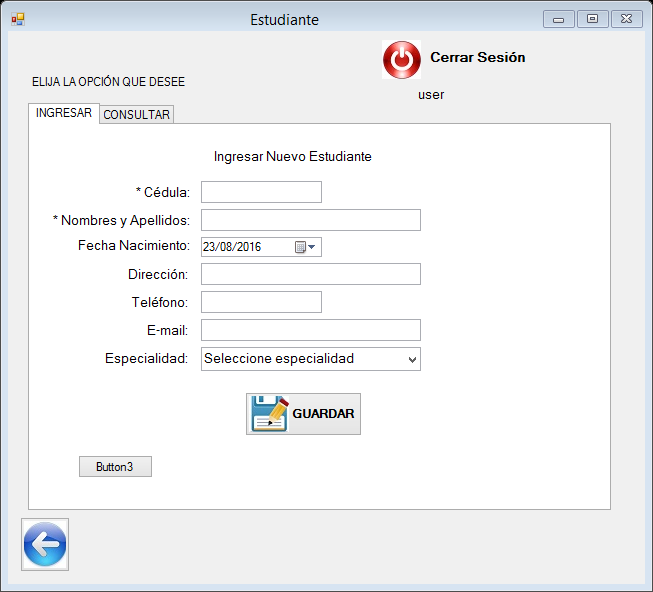 Estudiante
Cerrar Sesión
ELIJA LA OPCIÓN QUE DESEE
user
INGRESAR CONSULTAR
Ingresar Nuevo Estudiante
* Cédula:
* Nombres y Apellidos:
Fecha Nacimiento: 23/08/2016
Dirección:
Teléfono:
E-mail:
Especialidad: Seleccione especialidad
GUARDAR
Button3